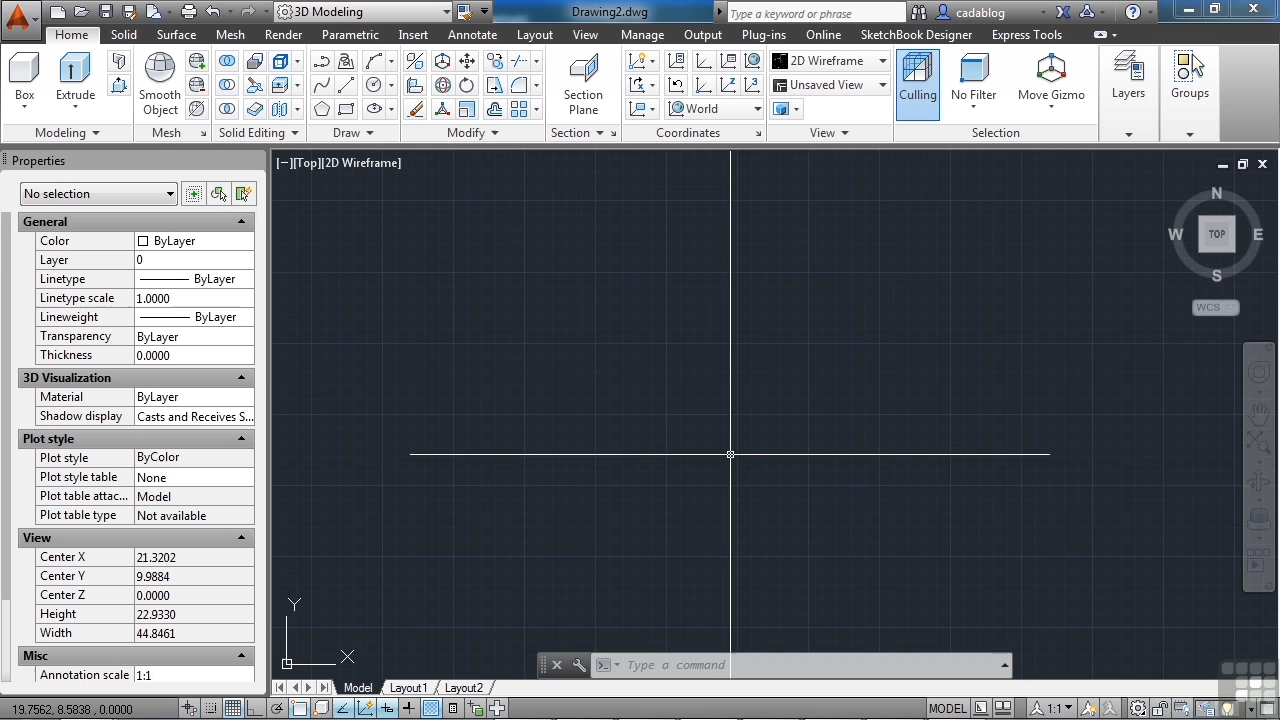 3D Modeling
Drawing2.dwg
Type a keyword or phrase
cadablog
Home Solid Surface Mesh Render Parametric Insert Annotate Layout View Manage Output Plug-ins Online SketchBook Designer Express Tools
Box
Extrude
Smooth
Object
Section
Plane
World
2D Wireframe
Unsaved View
Culling
No Filter
Move Gizmo
Layers
Groups
Modeling
Mesh
Solid Editing
Draw
Modify
Section
Coordinates
View
Selection
Properties
[−][Top][2D Wireframe]
No selection
General
Color ByLayer
Layer 0
Linetype ByLayer
Linetype scale 1.0000
Lineweight ByLayer
Transparency ByLayer
Thickness 0.0000
3D Visualization
Material ByLayer
Shadow display Casts and Receives S...
Plot style
Plot style ByColor
Plot style table None
Plot table attac... Model
Plot table type Not available
View
Center X 21.3202
Center Y 9.9884
Center Z 0.0000
Height 22.9330
Width 44.8461
Misc
Annotation scale 1:1
N
W TOP E
S
WCS
Y
X
Type a command
Model Layout1 Layout2
19.7562, 8.5838 , 0.0000
MODEL
1:1